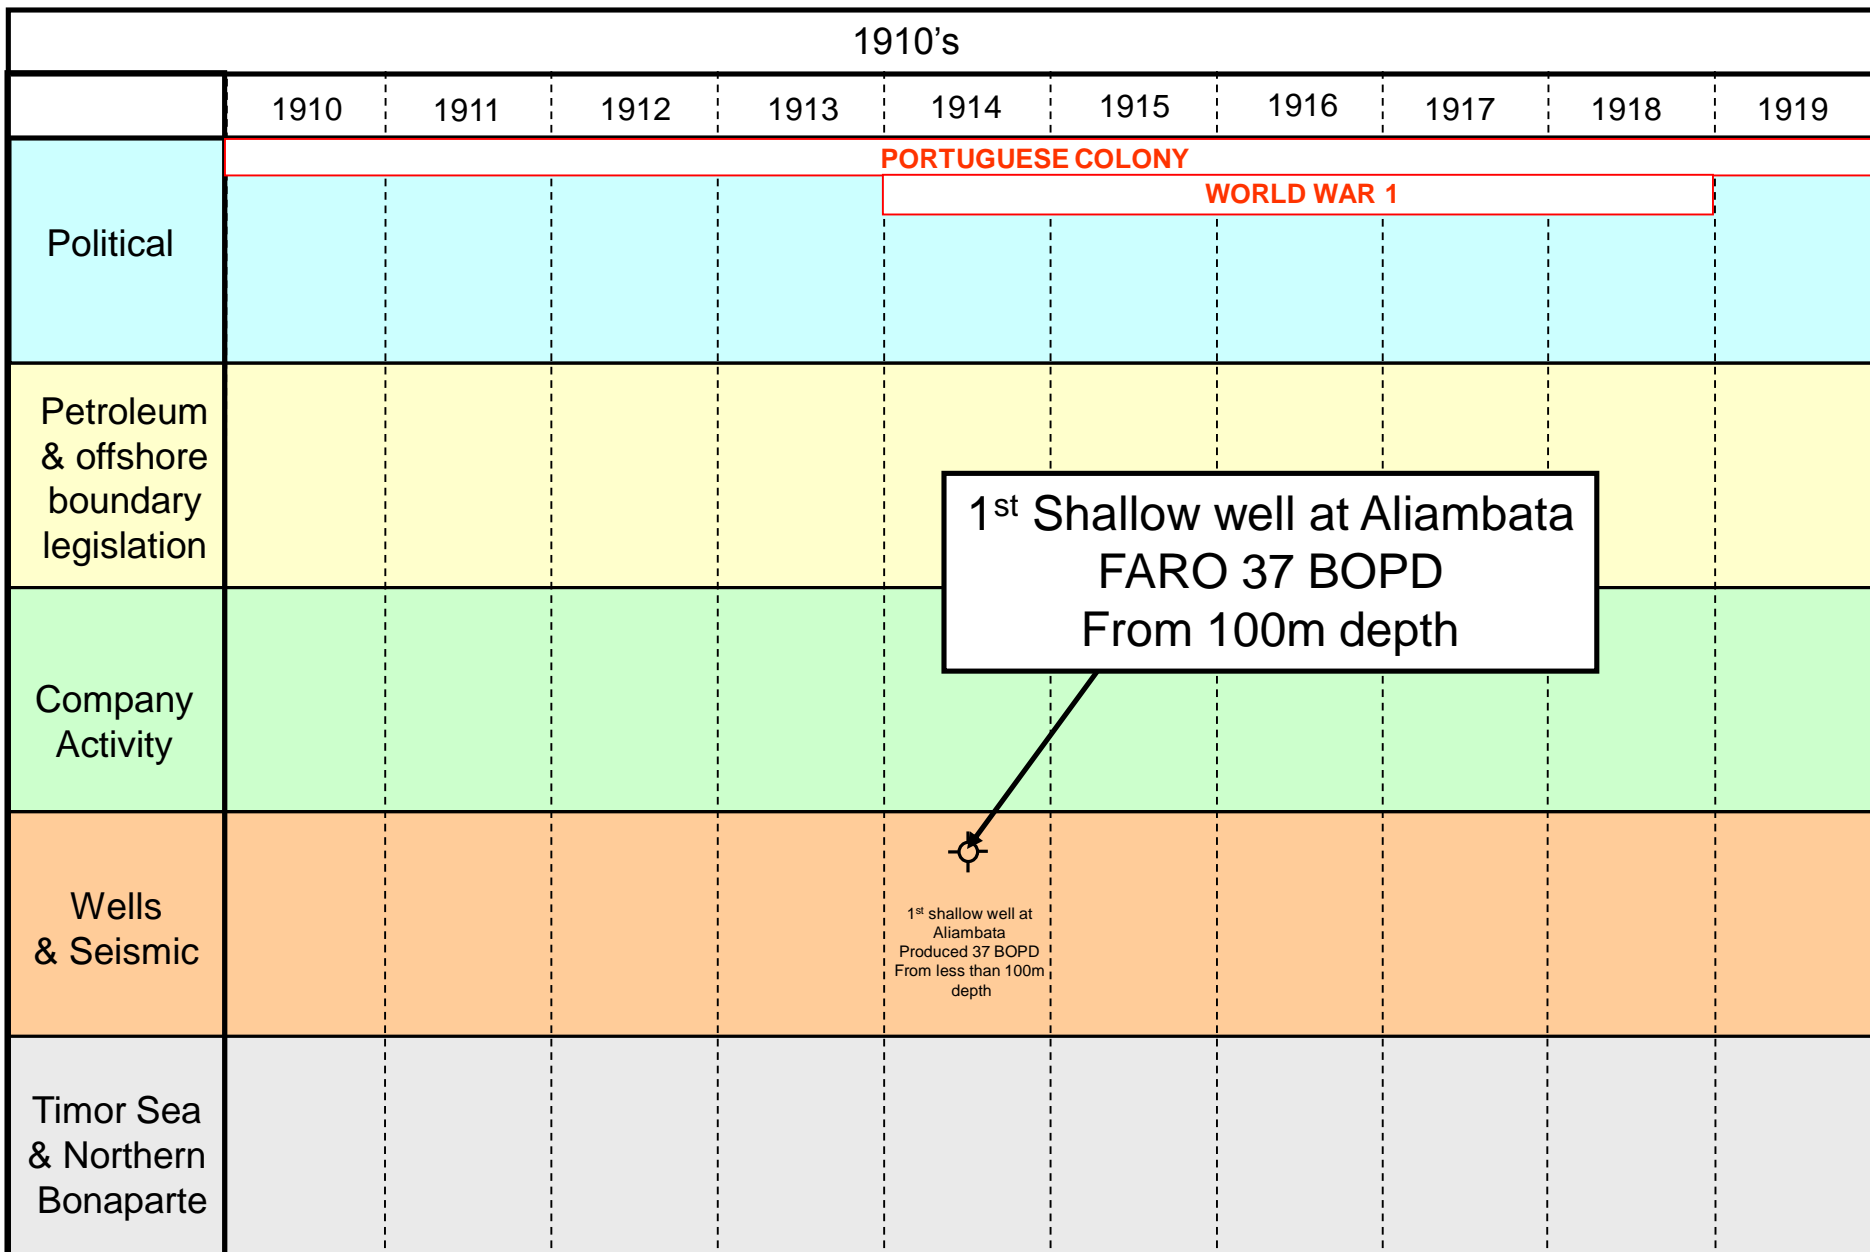 1910’s
1910 1911 1912 1913 1914 1915 1916 1917 1918 1919
PORTUGUESE COLONY
WORLD WAR 1
Political
Petroleum
& offshore
boundary
legislation
1st Shallow well at Aliambata
FARO 37 BOPD
From 100m depth
Company
Activity
Wells
& Seismic
1st shallow well at
Aliambata
Produced 37 BOPD
From less than 100m
depth
Timor Sea
& Northern
Bonaparte